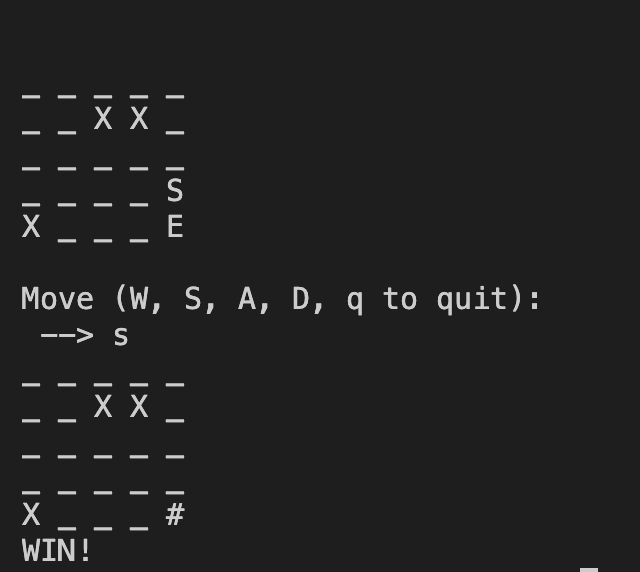 _ _ _ _ _
_ _ X X _
_ _ _ _ _
_ _ _ _ S
X _ _ _ E
Move (W, S, A, D, q to quit):
--> s
_ _ _ _ _
_ _ X X _
_ _ _ _ _
_ _ _ _ _
X _ _ _ #
WIN!